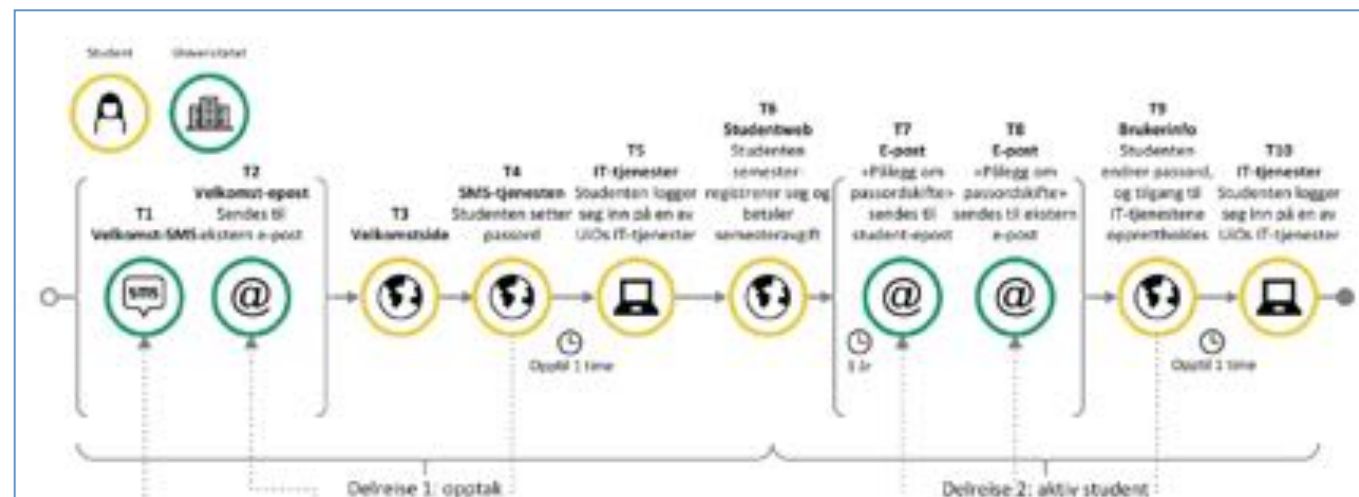 Student
Universitetet
T1
Velkomst-SMS
T2
Velkomst-epost
Sendes til
ekstern e-post
T3
Velkomstside
T4
SMS-tjenesten
Studenten setter
passord
T5
IT-tjenester
Studenten logger
seg inn på en av
UiOs IT-tjenester
T6
Studentweb
Studenten
semester-
registrerer seg og
betaler
semesteravgift
T7
E-post
«Pålegg om
passordskifte»
sendes til
student-epost
T8
E-post
«Pålegg om
passordskifte»
sendes til ekstern
e-post
T9
Brukerinfo
Studenten
endrer passord,
og tilgang til
IT-tjenestene
opprettholdes
T10
IT-tjenester
Studenten logger
seg inn på en av
UiOs IT-tjenester
sms
@
@
@
Opptil 1 time
år
Opptil 1 time
Delreise 1: opptak
Delreise 2: aktiv student